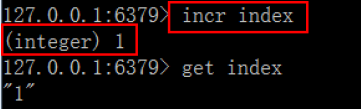 127.0.0.1:6379> incr index
(integer) 1
127.0.0.1:6379> get index
"1"